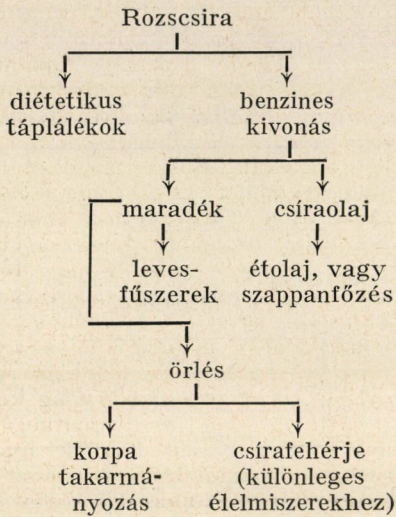 Rozscsira
diétetikus
táplálékok
benzines
kivonás
maradék
csíraolaj
leves-
fűszerek
étolaj, vagy
szappanfőzés
örlés
korpa
takarmá-
nyozás
csírafehérje
(különleges
élelmiszerekhez)